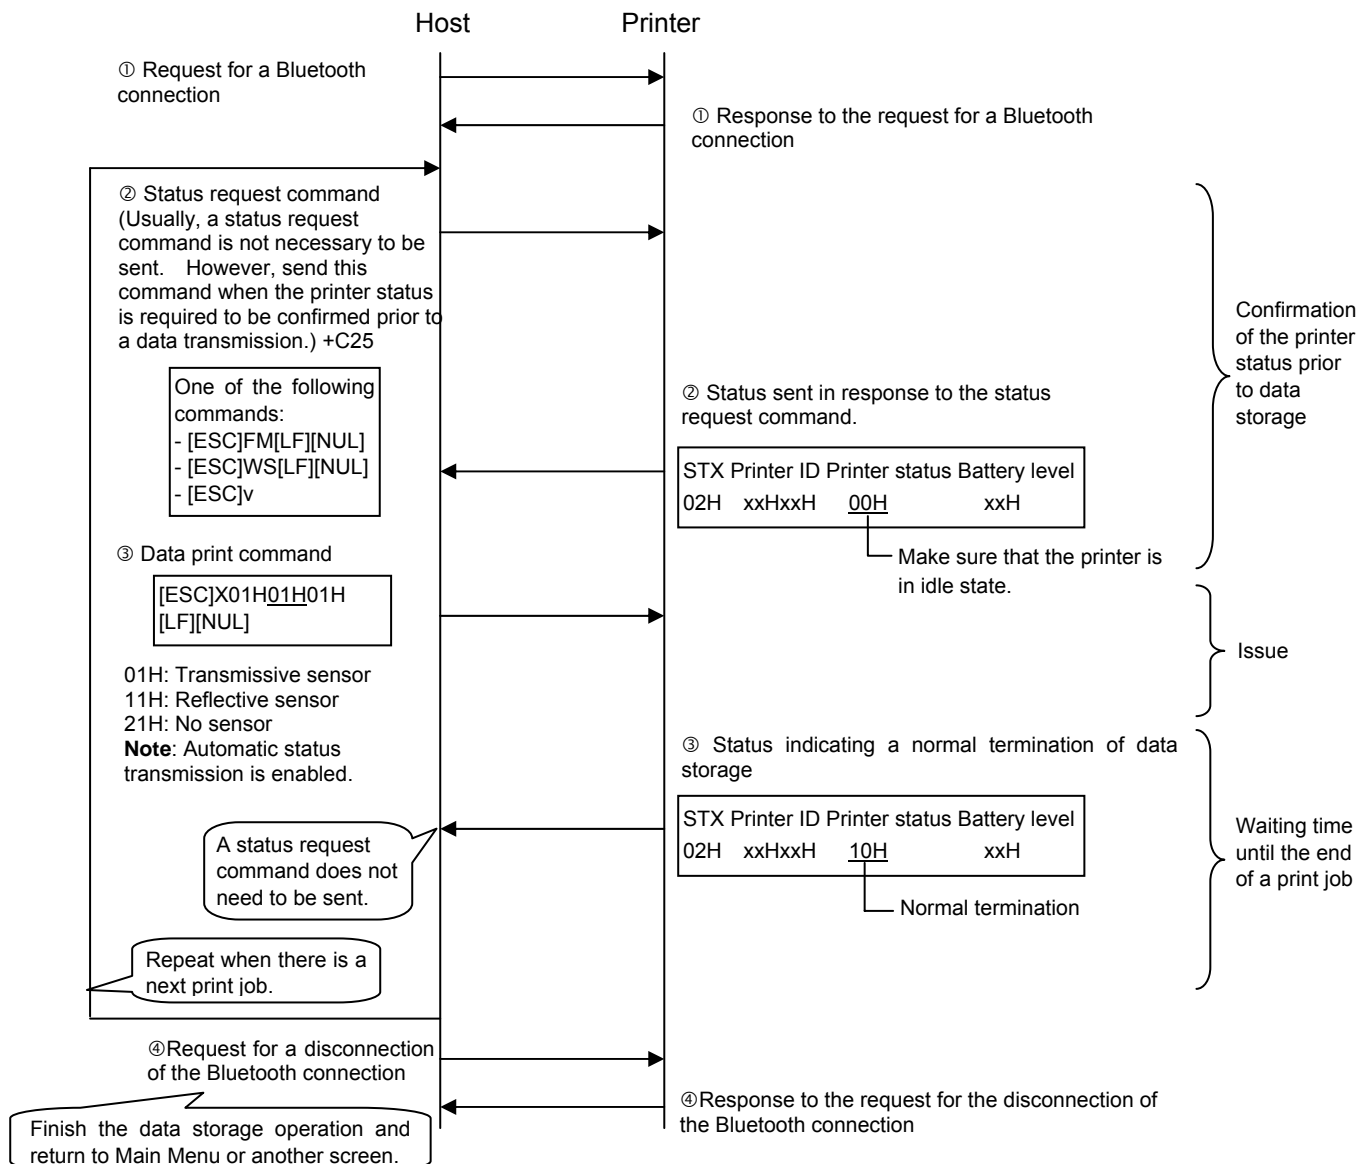 Host Printer
① Request for a Bluetooth
connection
① Response to the request for a Bluetooth
connection
② Status request command
(Usually, a status request
command is not necessary to be
sent. However, send this
command when the printer status
is required to be confirmed prior to
a data transmission.) +C25
One of the following
commands:
- [ESC]FM[LF][NUL]
- [ESC]WS[LF][NUL]
- [ESC]v
② Status sent in response to the status
request command.
STX Printer ID Printer status Battery level
02H xxHxxH 00H xxH
Make sure that the printer is
in idle state.
Confirmation
of the printer
status prior
to data
storage
③ Data print command
[ESC]X01H01H01H
[LF][NUL]
01H: Transmissive sensor
11H: Reflective sensor
21H: No sensor
Note: Automatic status
transmission is enabled.
Issue
③ Status indicating a normal termination of data
storage
STX Printer ID Printer status Battery level
02H xxHxxH 10H xxH
Normal termination
A status request
command does not
need to be sent.
Waiting time
until the end
of a print job
Repeat when there is a
next print job.
④Request for a disconnection
of the Bluetooth connection
④Response to the request for the disconnection of
the Bluetooth connection
Finish the data storage operation and
return to Main Menu or another screen.